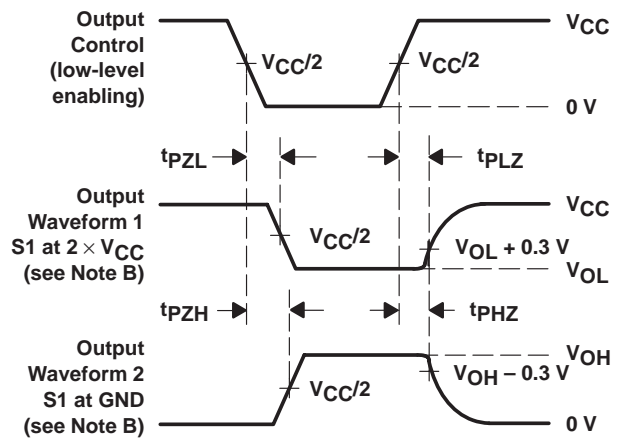 Output
Control
(low-level
enabling)
VCC/2
VCC/2
VCC
0 V
tPZL
tPLZ
Output
Waveform 1
S1 at 2 × VCC
(see Note B)
VCC/2
VCC
VOL + 0.3 V
VOL
tPZH
tPHZ
Output
Waveform 2
S1 at GND
(see Note B)
VCC/2
VOH
VOH − 0.3 V
0 V